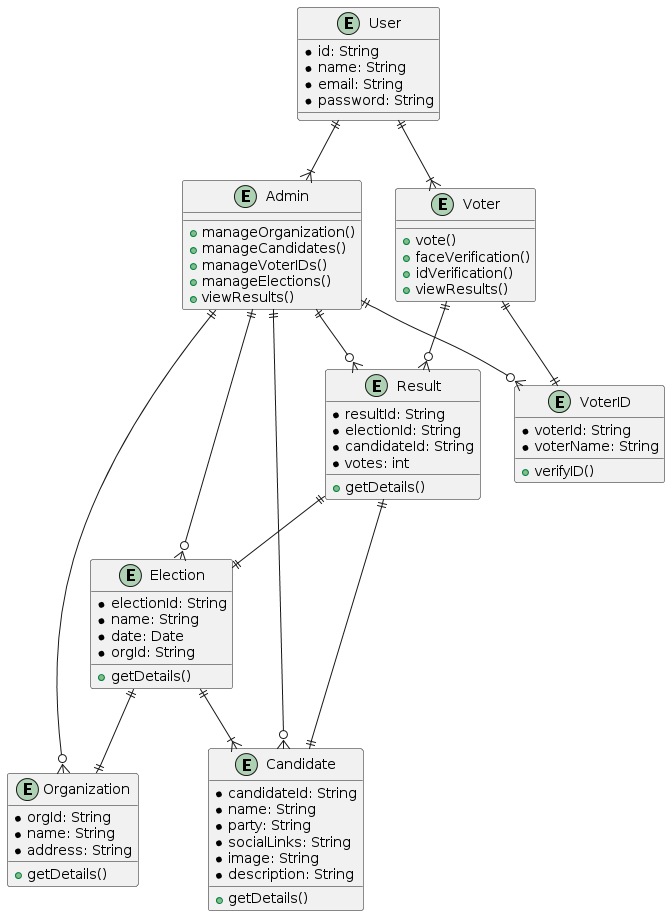 E User
id: String
name: String
email: String
password: String
E Admin
manageOrganization()
manageCandidates()
manageVoterIDs()
manageElections()
viewResults()
E Voter
vote()
faceVerification()
idVerification()
viewResults()
E Result
resultId: String
electionId: String
candidateId: String
votes: int
getDetails()
E VoterID
voterId: String
voterName: String
verifyID()
E Election
electionId: String
name: String
date: Date
orgId: String
getDetails()
E Organization
orgId: String
name: String
address: String
getDetails()
E Candidate
candidateId: String
name: String
party: String
socialLinks: String
image: String
description: String
getDetails()